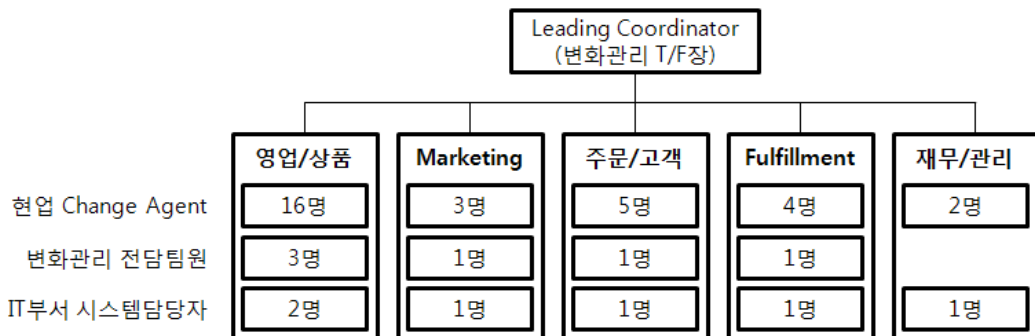 Leading Coordinator
(변화관리 T/F장)
영업/상품 Marketing 주문/고객 Fulfillment 재무/관리
현업 Change Agent 16명 3명 5명 4명 2명
변화관리 전담팀원 3명 1명 1명 1명
IT부서 시스템담당자 2명 1명 1명 1명 1명